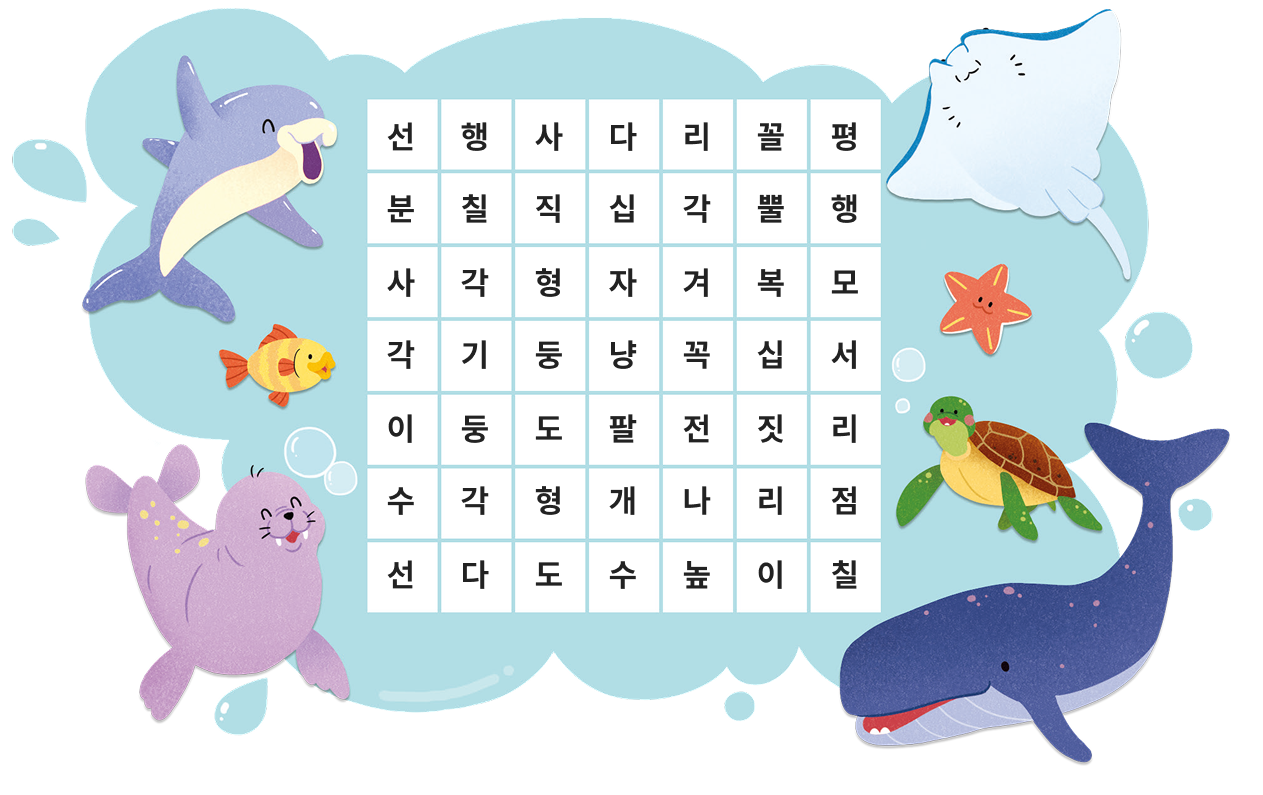 선 행 사 다 리 꼴 평
분 칠 직 십 각 뿔 행
사 각 형 자 겨 복 모
각 기 둥 냥 꼭 십 서
이 둥 도 팔 전 짓 리
수 각 형 개 나 리 점
선 다 도 수 높 이 칠